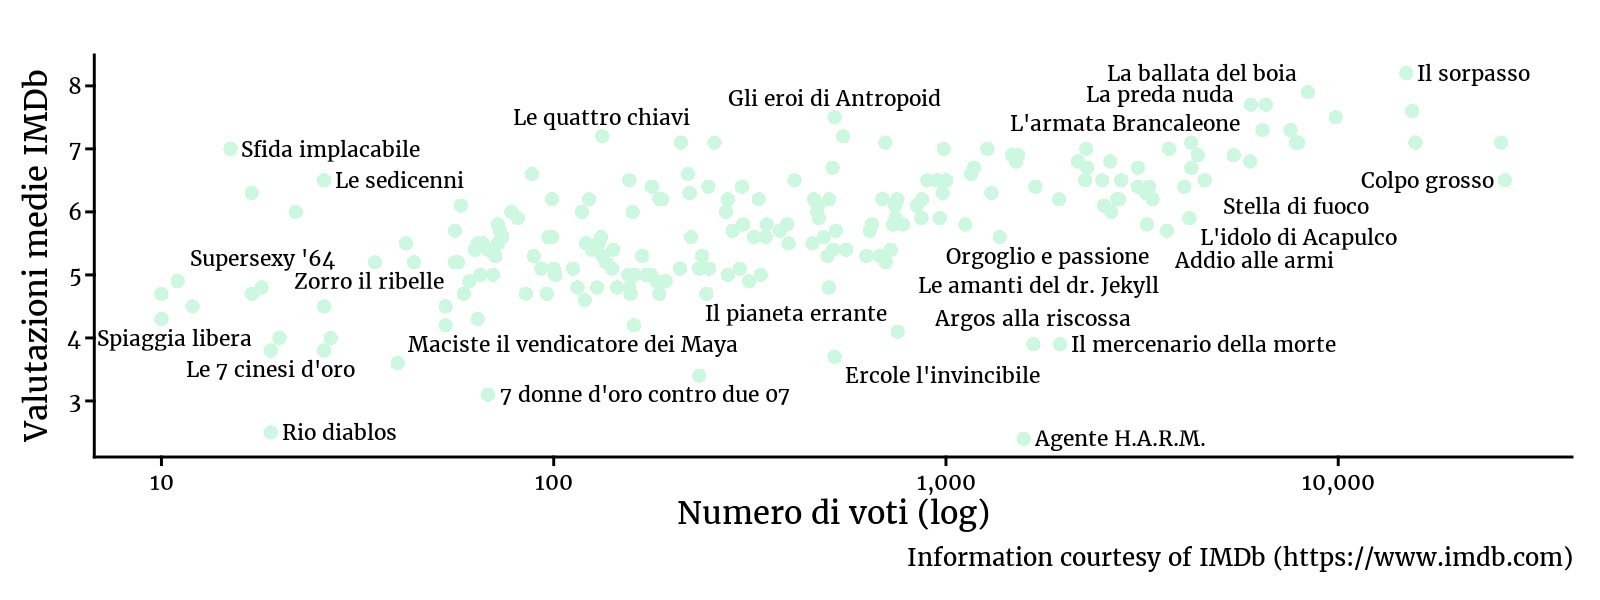 Valutazioni medie IMDb
8
7
6
5
4
3
La ballata del boia
Il sorpasso
La preda nuda
Gli eroi di Antropoid
Le quattro chiavi
L'armata Brancaleone
Sfida implacabile
Le sedicenni
Colpo grosso
Stella di fuoco
L'idolo di Acapulco
Supersexy '64
Orgoglio e passione
Addio alle armi
Zorro il ribelle
Le amanti del dr. Jekyll
Il pianeta errante
Argos alla riscossa
Spiaggia libera
Maciste il vendicatore dei Maya
Il mercenario della morte
Le 7 cinesi d'oro
Ercole l'invincibile
7 donne d'oro contro due 07
Rio diablos
Agente H.A.R.M.
10
100
1,000
10,000
Numero di voti (log)
Information courtesy of IMDb (https://www.imdb.com)